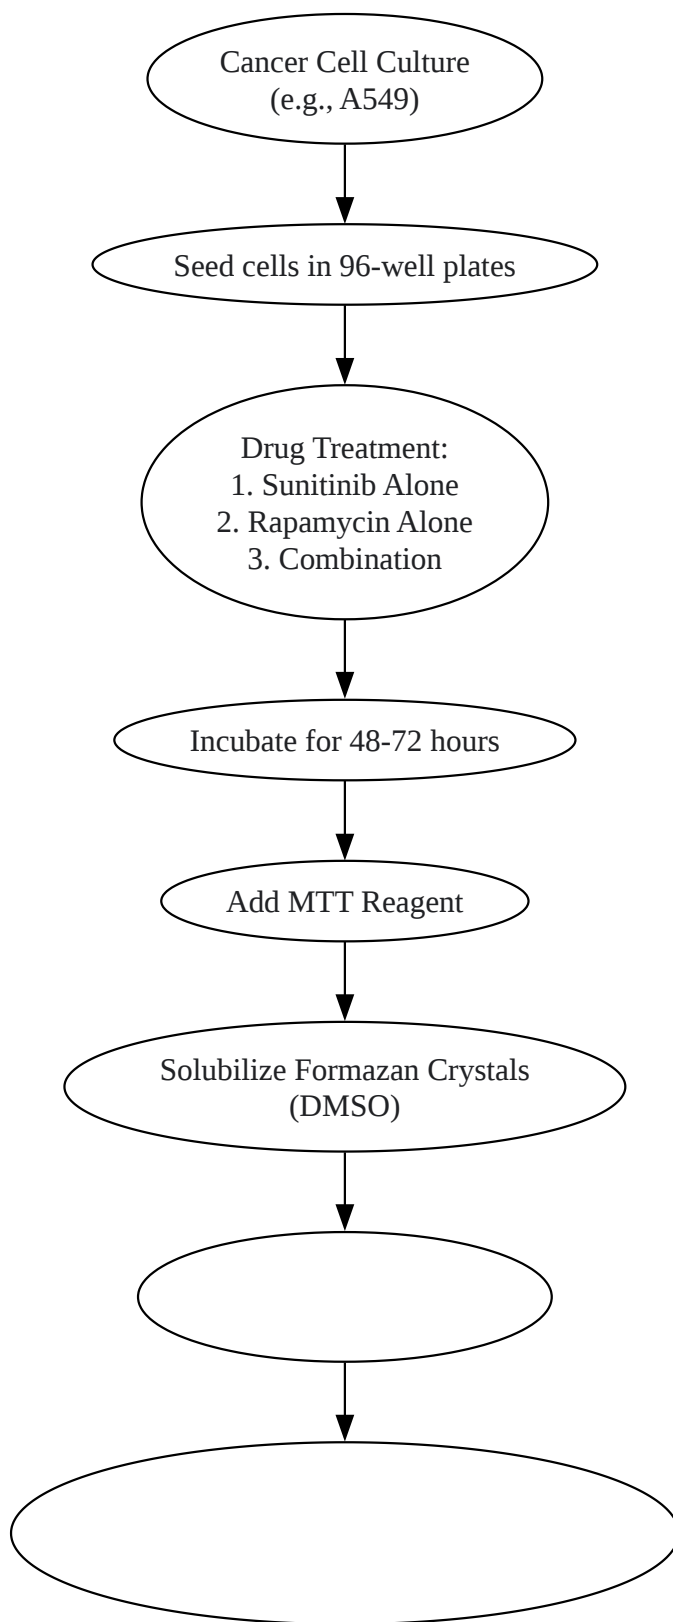 Cancer Cell Culture
(e.g., A549)
Seed cells in 96-well plates
Drug Treatment:
1. Sunitinib Alone
2. Rapamycin Alone
3. Combination
Incubate for 48-72 hours
Add MTT Reagent
Solubilize Formazan Crystals
(DMSO)